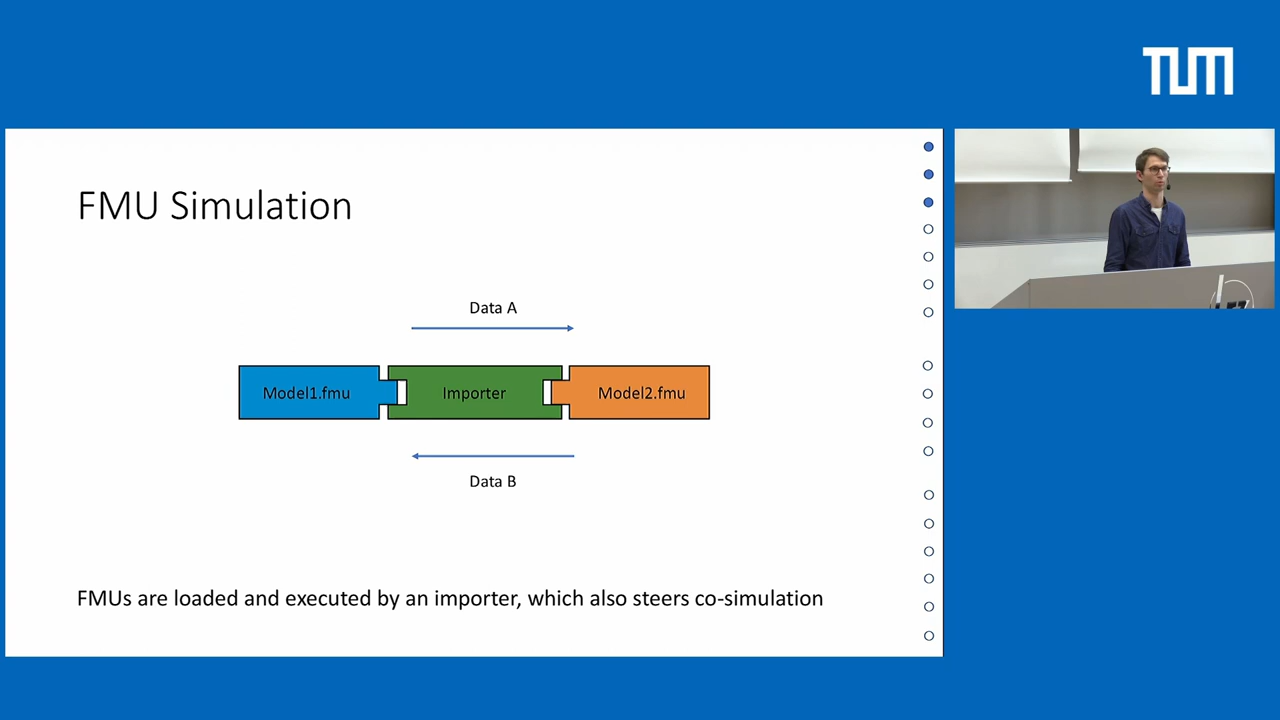 TUM
FMU Simulation
Data A
Model1.fmu
Importer
Model2.fmu
Data B
FMUs are loaded and executed by an importer, which also steers co-simulation